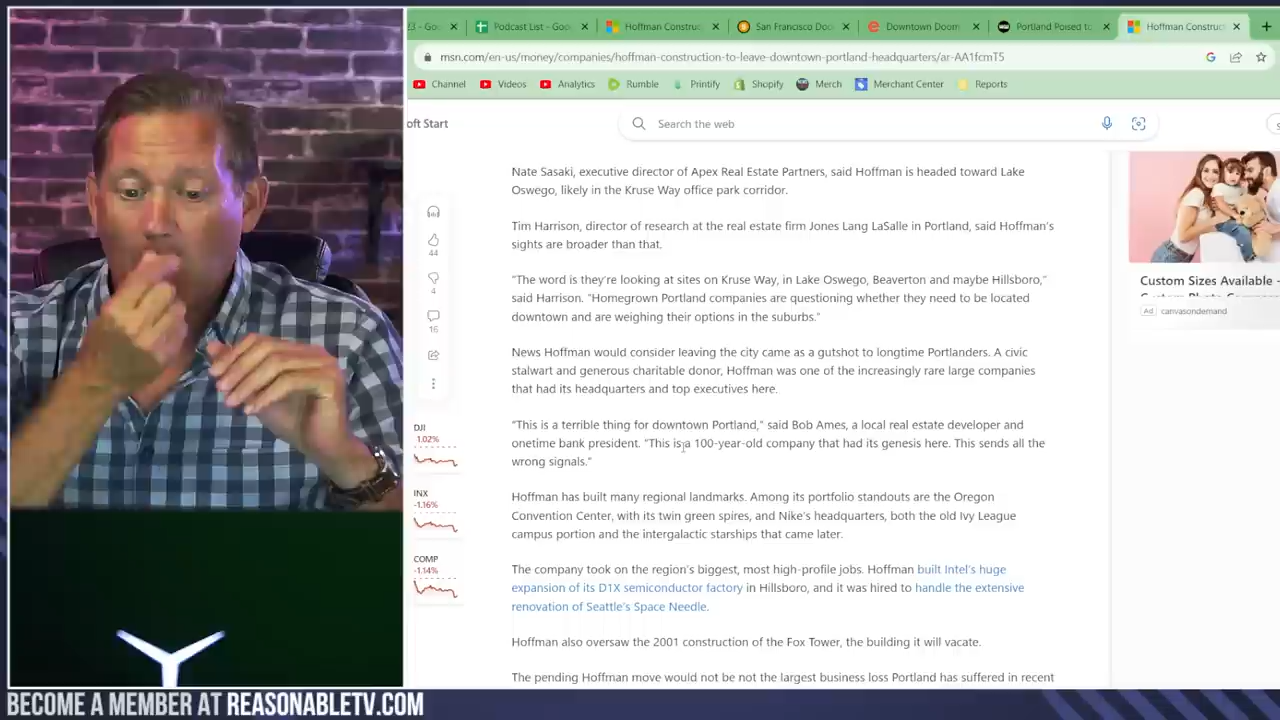 23 - Goo
Podcast List - Goo
Hoffman Construc
San Francisco Doo
Downtown Doom
Portland Poised to
Hoffman Construc
msn.com/en-us/money/companies/hoffman-construction-to-leave-downtown-portland-headquarters/ar-AA1fcmT5
Channel
Videos
Analytics
Rumble
Printify
Shopify
Merch
Merchant Center
Reports
oft Start
Search the web
Nate Sasaki, executive director of Apex Real Estate Partners, said Hoffman is headed toward Lake
Oswego, likely in the Kruse Way office park corridor.
Tim Harrison, director of research at the real estate firm Jones Lang LaSalle in Portland, said Hoffman's
sights are broader than that.
"The word is they're looking at sites on Kruse Way, in Lake Oswego, Beaverton and maybe Hillsboro,"
said Harrison. "Homegrown Portland companies are questioning whether they need to be located
downtown and are weighing their options in the suburbs."
News Hoffman would consider leaving the city came as a gutshot to longtime Portlanders. A civic
stalwart and generous charitable donor, Hoffman was one of the increasingly rare large companies
that had its headquarters and top executives here.
"This is a terrible thing for downtown Portland," said Bob Ames, a local real estate developer and
onetime bank president. "This is a 100-year-old company that had its genesis here. This sends all the
wrong signals."
Hoffman has built many regional landmarks. Among its portfolio standouts are the Oregon
Convention Center, with its twin green spires, and Nike's headquarters, both the old Ivy League
campus portion and the intergalactic starships that came later.
The company took on the region's biggest, most high-profile jobs. Hoffman built Intel's huge
expansion of its D1X semiconductor factory in Hillsboro, and it was hired to handle the extensive
renovation of Seattle's Space Needle.
Hoffman also oversaw the 2001 construction of the Fox Tower, the building it will vacate.
The pending Hoffman move would not be not the largest business loss Portland has suffered in recent
44
4
16
DJI
-1.02%
INX
-1.16%
COMP
-1.14%
Custom Sizes Available -
Ad canvasondemand
BECOME A MEMBER AT REASONABLETV.COM